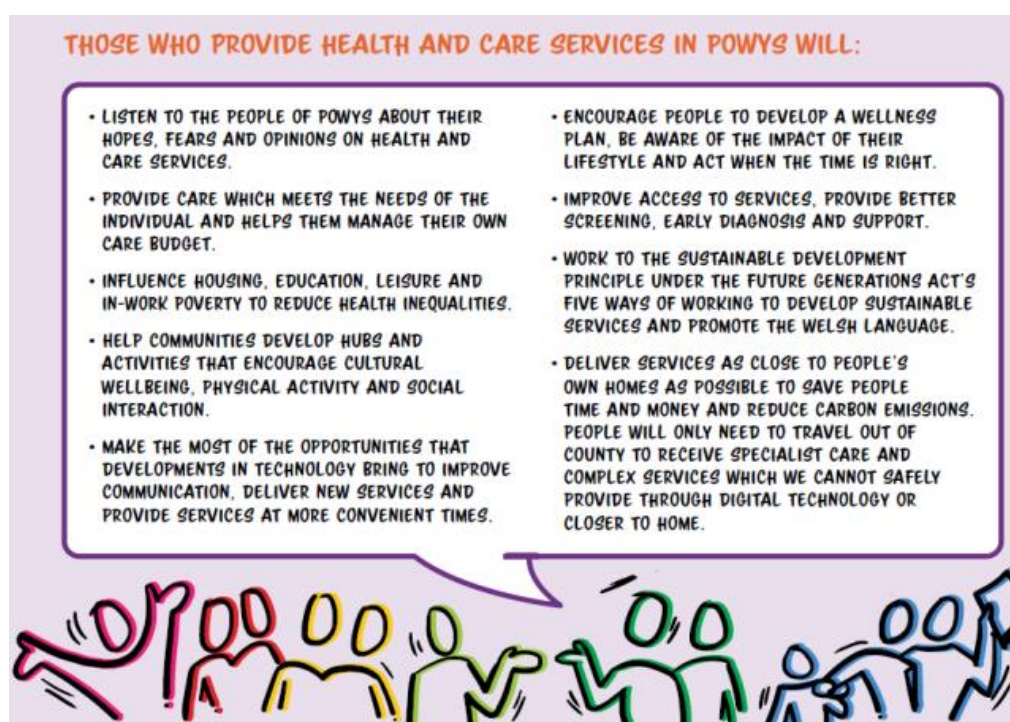 THOSE WHO PROVIDE HEALTH AND CARE SERVICES IN POWYS WILL:
• LISTEN TO THE PEOPLE OF POWYS ABOUT THEIR
HOPES, FEARS AND OPINIONS ON HEALTH AND
CARE SERVICES.
• PROVIDE CARE WHICH MEETS THE NEEDS OF THE
INDIVIDUAL AND HELPS THEM MANAGE THEIR OWN
CARE BUDGET.
• INFLUENCE HOUSING, EDUCATION, LEISURE AND
IN-WORK POVERTY TO REDUCE HEALTH INEQUALITIES.
• HELP COMMUNITIES DEVELOP HUBS AND
ACTIVITIES THAT ENCOURAGE CULTURAL
WELLBEING, PHYSICAL ACTIVITY AND SOCIAL
INTERACTION.
• MAKE THE MOST OF THE OPPORTUNITIES THAT
DEVELOPMENTS IN TECHNOLOGY BRING TO IMPROVE
COMMUNICATION, DELIVER NEW SERVICES AND
PROVIDE SERVICES AT MORE CONVENIENT TIMES.
• ENCOURAGE PEOPLE TO DEVELOP A WELLNESS
PLAN, BE AWARE OF THE IMPACT OF THEIR
LIFESTYLE AND ACT WHEN THE TIME IS RIGHT.
• IMPROVE ACCESS TO SERVICES, PROVIDE BETTER
SCREENING, EARLY DIAGNOSIS AND SUPPORT.
• WORK TO THE SUSTAINABLE DEVELOPMENT
PRINCIPLE UNDER THE FUTURE GENERATIONS ACT'S
FIVE WAYS OF WORKING TO DEVELOP SUSTAINABLE
SERVICES AND PROMOTE THE WELSH LANGUAGE.
• DELIVER SERVICES AS CLOSE TO PEOPLE'S
OWN HOMES AS POSSIBLE TO SAVE PEOPLE
TIME AND MONEY AND REDUCE CARBON EMISSIONS.
PEOPLE WILL ONLY NEED TO TRAVEL OUT OF
COUNTY TO RECEIVE SPECIALIST CARE AND
COMPLEX SERVICES WHICH WE CANNOT SAFELY
PROVIDE THROUGH DIGITAL TECHNOLOGY OR
CLOSER TO HOME.